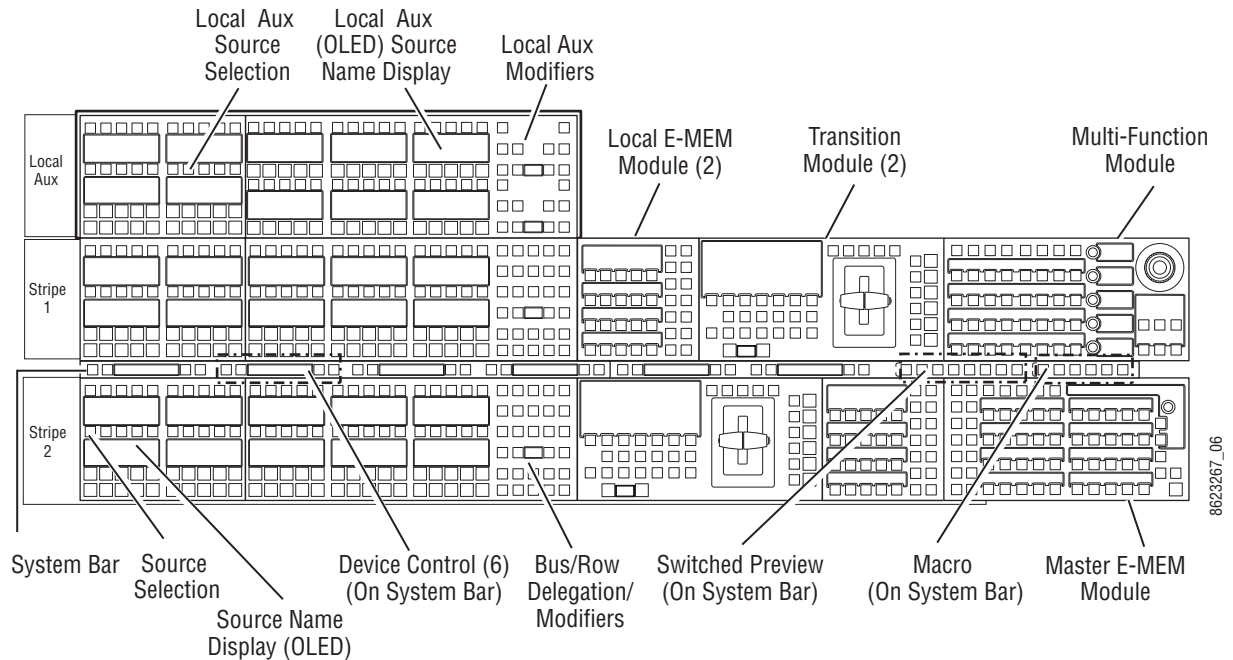 Local Aux
Source
Selection
Local Aux
(OLED) Source
Name Display
Local Aux
Modifiers
Local E-MEM
Module (2)
Transition
Module (2)
Multi-Function
Module
Local
Aux
Stripe
1
Stripe
2
8623267_06
System Bar
Source
Selection
Source Name
Display (OLED)
Device Control (6)
(On System Bar)
Bus/Row
Delegation/
Modifiers
Switched Preview
(On System Bar)
Macro
(On System Bar)
Master E-MEM
Module